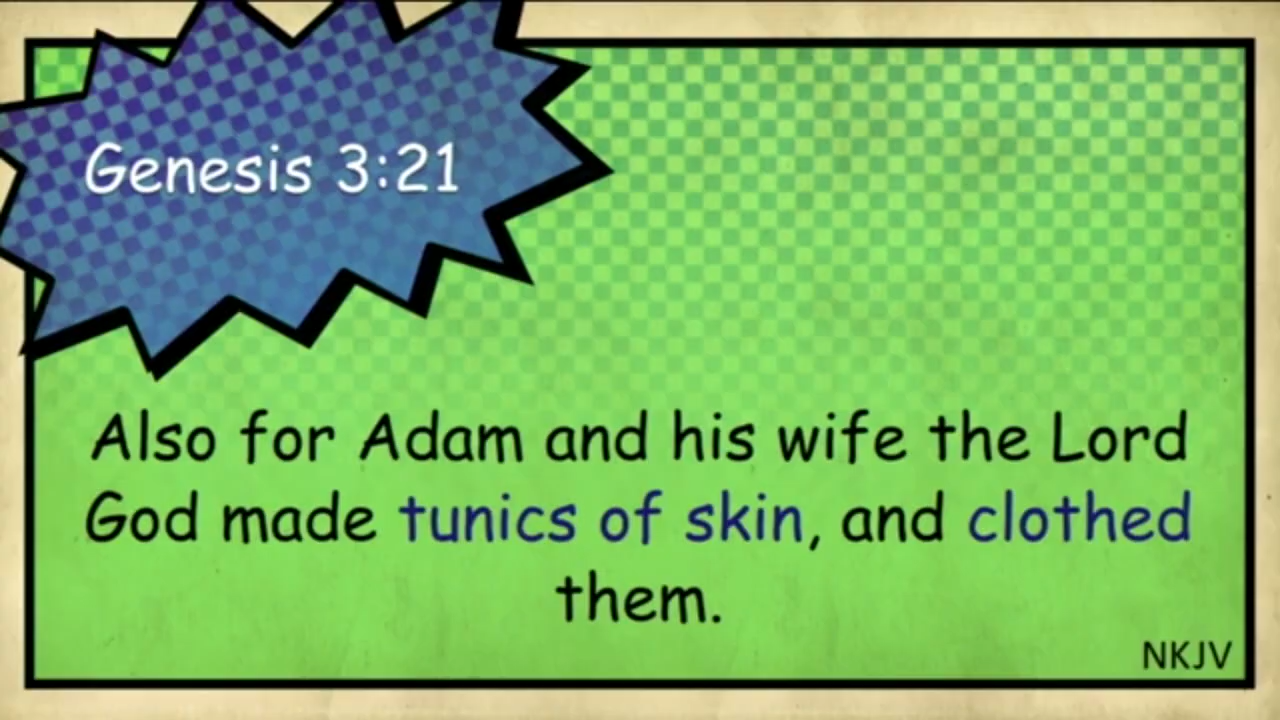 Genesis 3:21
Also for Adam and his wife the Lord
God made tunics of skin, and clothed
them.
NKJV